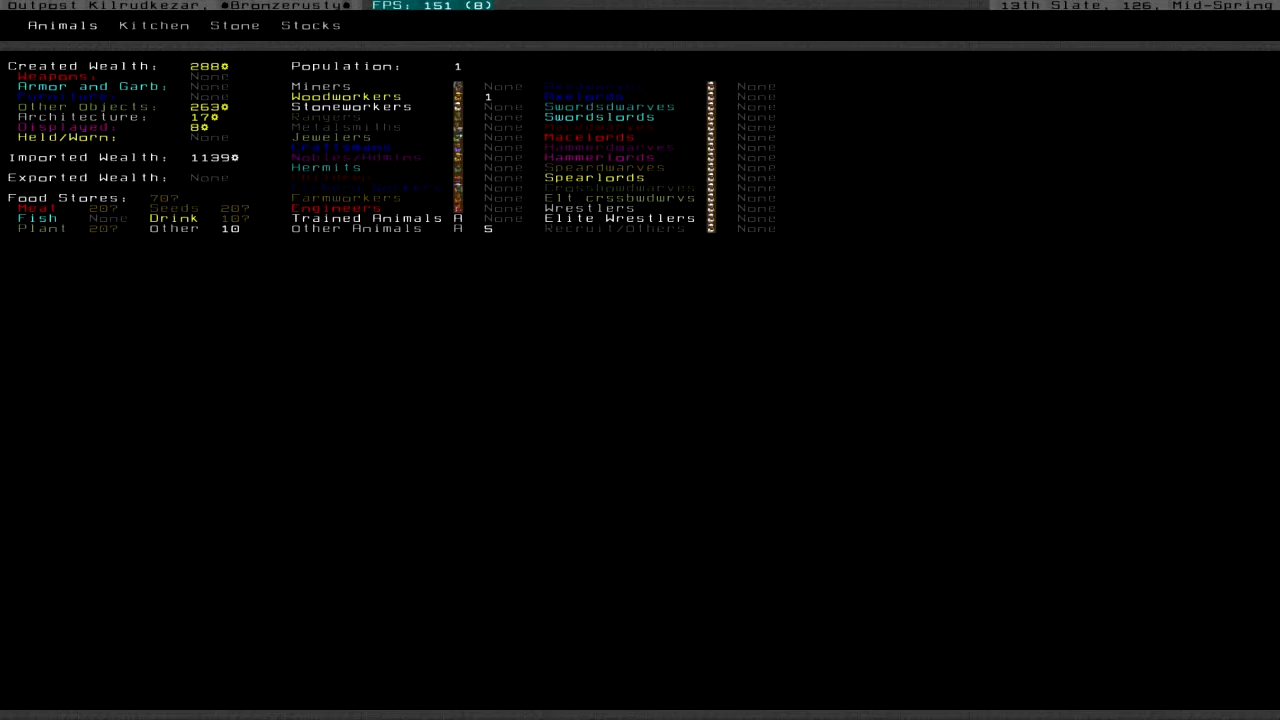 Outpost Kilrudkezar, "Bronzerusty" FPS: 151 (8) 13th Slate, 126, Mid-Spring
Animals Kitchen Stone Stocks
Created Wealth: 288☼ Population: 1
Weapons: None
Armor and Garb: None Miners None None
Furniture: Woodworkers 1 Axelords None
Other Objects: 263☼ Stoneworkers None Swordsdwarves None
Architecture: 17☼ Rangers None Swordslords None
Displayed: 8☼ Metalsmiths None Macedwarves None
Held/Worn: None Jewelers None Macelords None
Craftsmans None Hammerdwarves None
Imported Wealth: 1139☼ Nobles/Admins None Hammerlords None
Hermits None Speardwarves None
Exported Wealth: None None Spearlords None
None Crossbowdwarves None
Food Stores: 70? Farmworkers None Elt crssbwdwrvs None
Meat 20? Seeds 20? Engineers None Wrestlers None
Fish None Drink 10? Trained Animals A None Elite Wrestlers None
Plant 20? Other 10 Other Animals A 5 Recruit/Others None